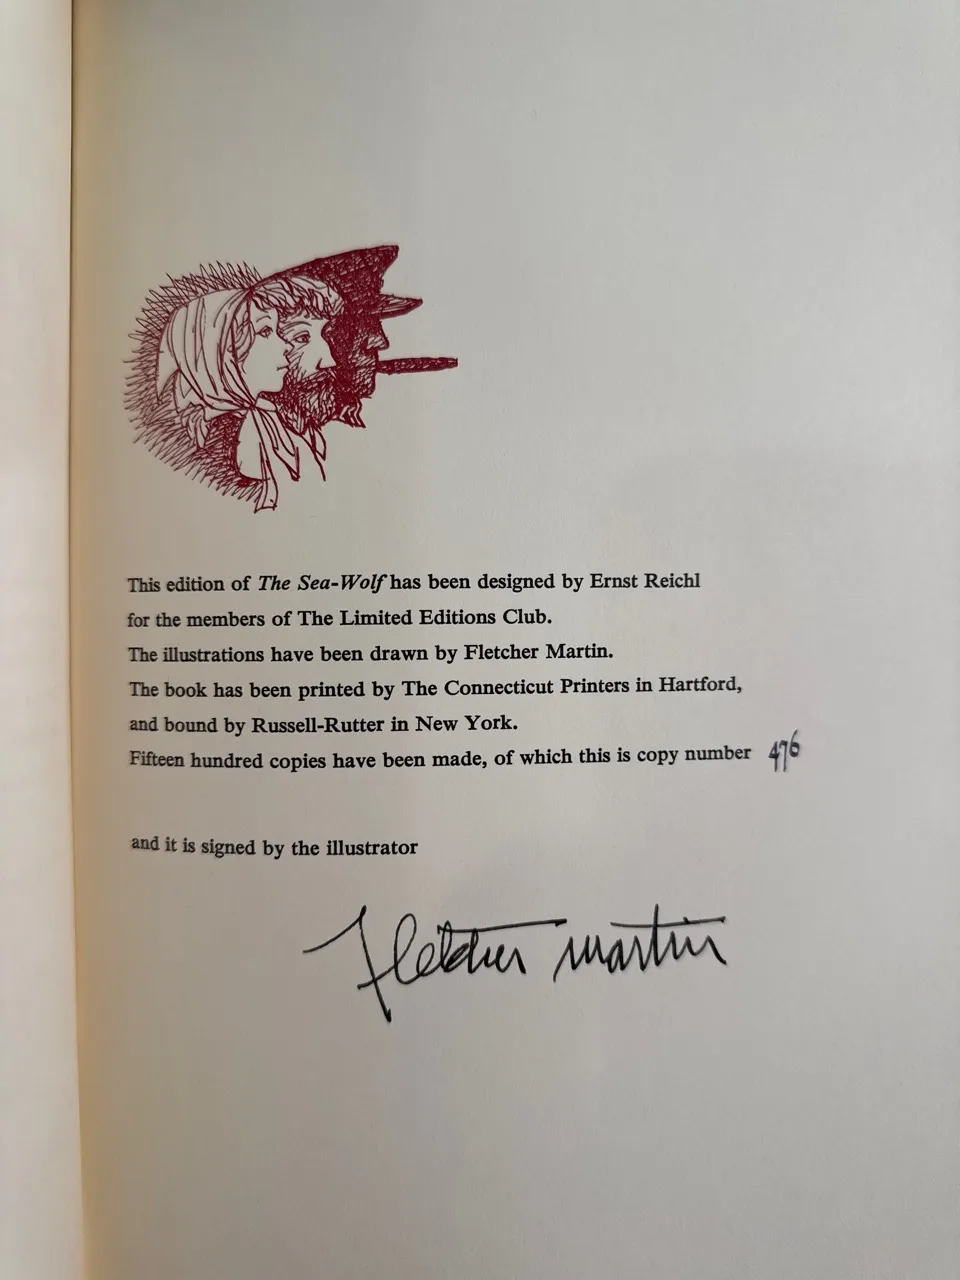 This edition of The Sea-Wolf has been designed by Ernst Reichl
for the members of The Limited Editions Club.
The illustrations have been drawn by Fletcher Martin.
The book has been printed by The Connecticut Printers in Hartford,
and bound by Russell-Rutter in New York.
Fifteen hundred copies have been made, of which this is copy number 476
and it is signed by the illustrator
Fletcher Martin